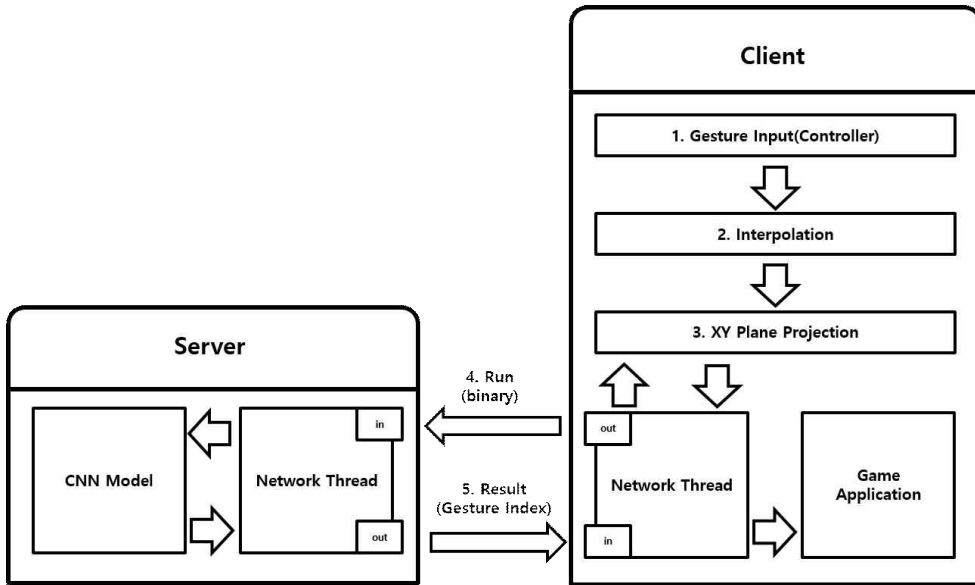 Client
1. Gesture Input(Controller)
2. Interpolation
3. XY Plane Projection
Server
4. Run
(binary)
in
out
CNN Model
Network Thread
5. Result
(Gesture Index)
out
Network Thread
in
Game
Application